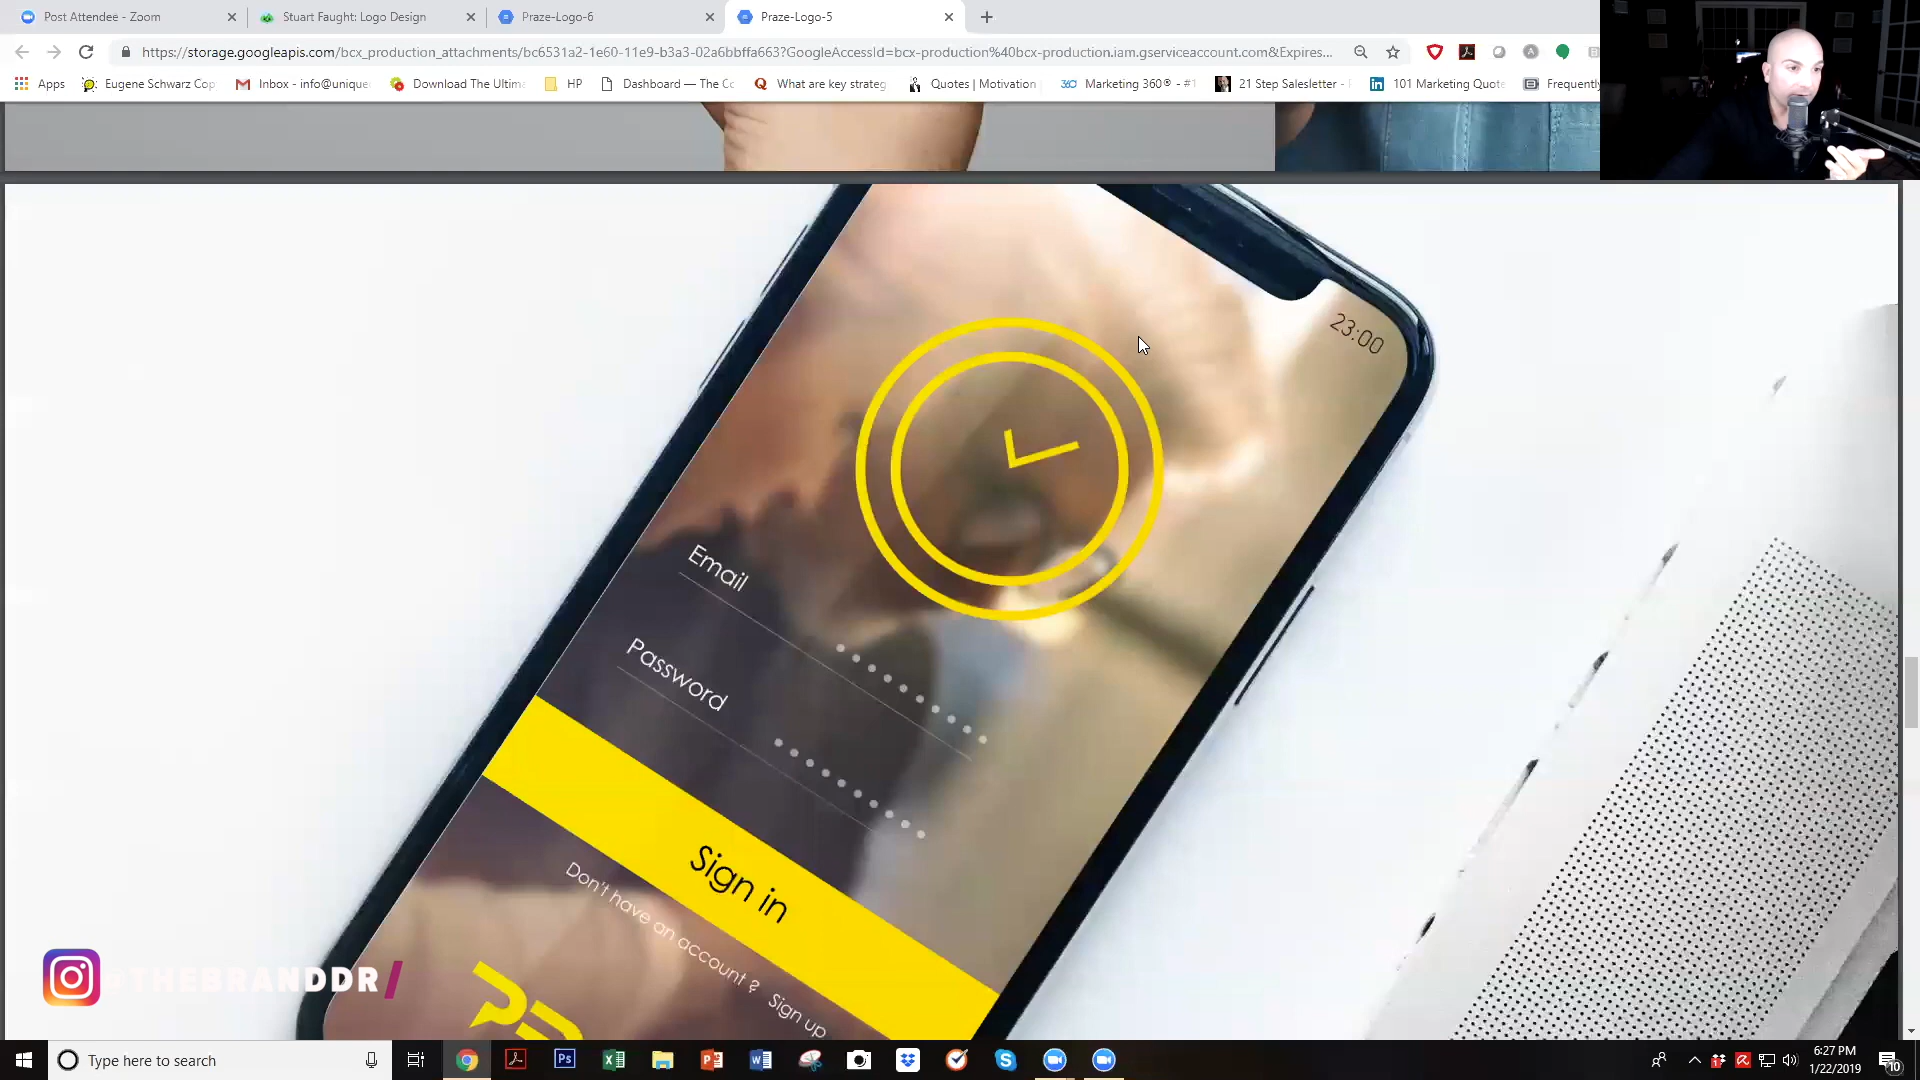 Post Attendee - Zoom
Stuart Faught: Logo Design
Praze-Logo-6
Praze-Logo-5
https://storage.googleapis.com/bcx_production_attachments/bc6531a2-1e60-11e9-b3a3-02a6bbffa663?GoogleAccessId=bcx-production%40bcx-production.iam.gserviceaccount.com&Expires...
Apps
Eugene Schwarz Cop
Inbox - info@unique
Download The Ultima
HP
Dashboard — The Co
What are key strateg
Quotes | Motivation
360
Marketing 360® - #1
21 Step Salesletter -
101 Marketing Quote
Frequently
23:00
Email
Password
Sign in
Don't have an account ? Sign up
@THEBRANDDR
Type here to search
6:27 PM
1/22/2019
10